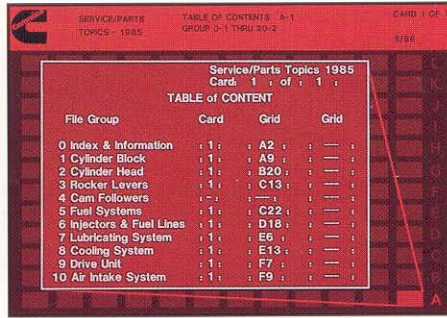 SERVICE/PARTS TABLE OF CONTENTS A-1 CARD 1 OF
TOPICS - 1985 GROUP 0-1 THRU 20-2
8/86
Service/Parts Topics 1985
Card: 1 : of : 1 :
TABLE of CONTENT
File Group Card Grid Grid
0 Index & Information : 1 : : A2 : : — :
1 Cylinder Block : 1 : : A9 : : — :
2 Cylinder Head : 1 : : B20 : : — :
3 Rocker Levers : 1 : : C13 : : — :
4 Cam Followers : - : : — : : — :
5 Fuel Systems : 1 : : C22 : : — :
6 Injectors & Fuel Lines : 1 : : D18 : : — :
7 Lubricating System : 1 : : E6 : : — :
8 Cooling System : 1 : : E13 : : — :
9 Drive Unit : 1 : : F7 : : — :
10 Air Intake System : 1 : : F9 : : — :
A